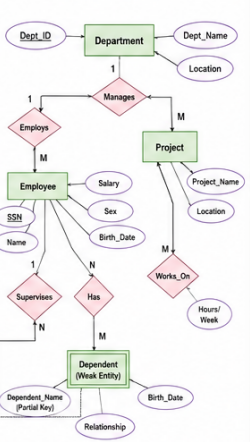 Dept_ID
Department
Dept_Name
Location
1
Manages
1
M
Employs
M
Project
Employee
Salary
Project_Name
SSN
Sex
Location
Name
Birth_Date
1
N
M
Works_On
Supervises
Has
Hours/
Week
N
M
Dependent
(Weak Entity)
Dependent_Name
(Partial Key)
Birth_Date
Relationship